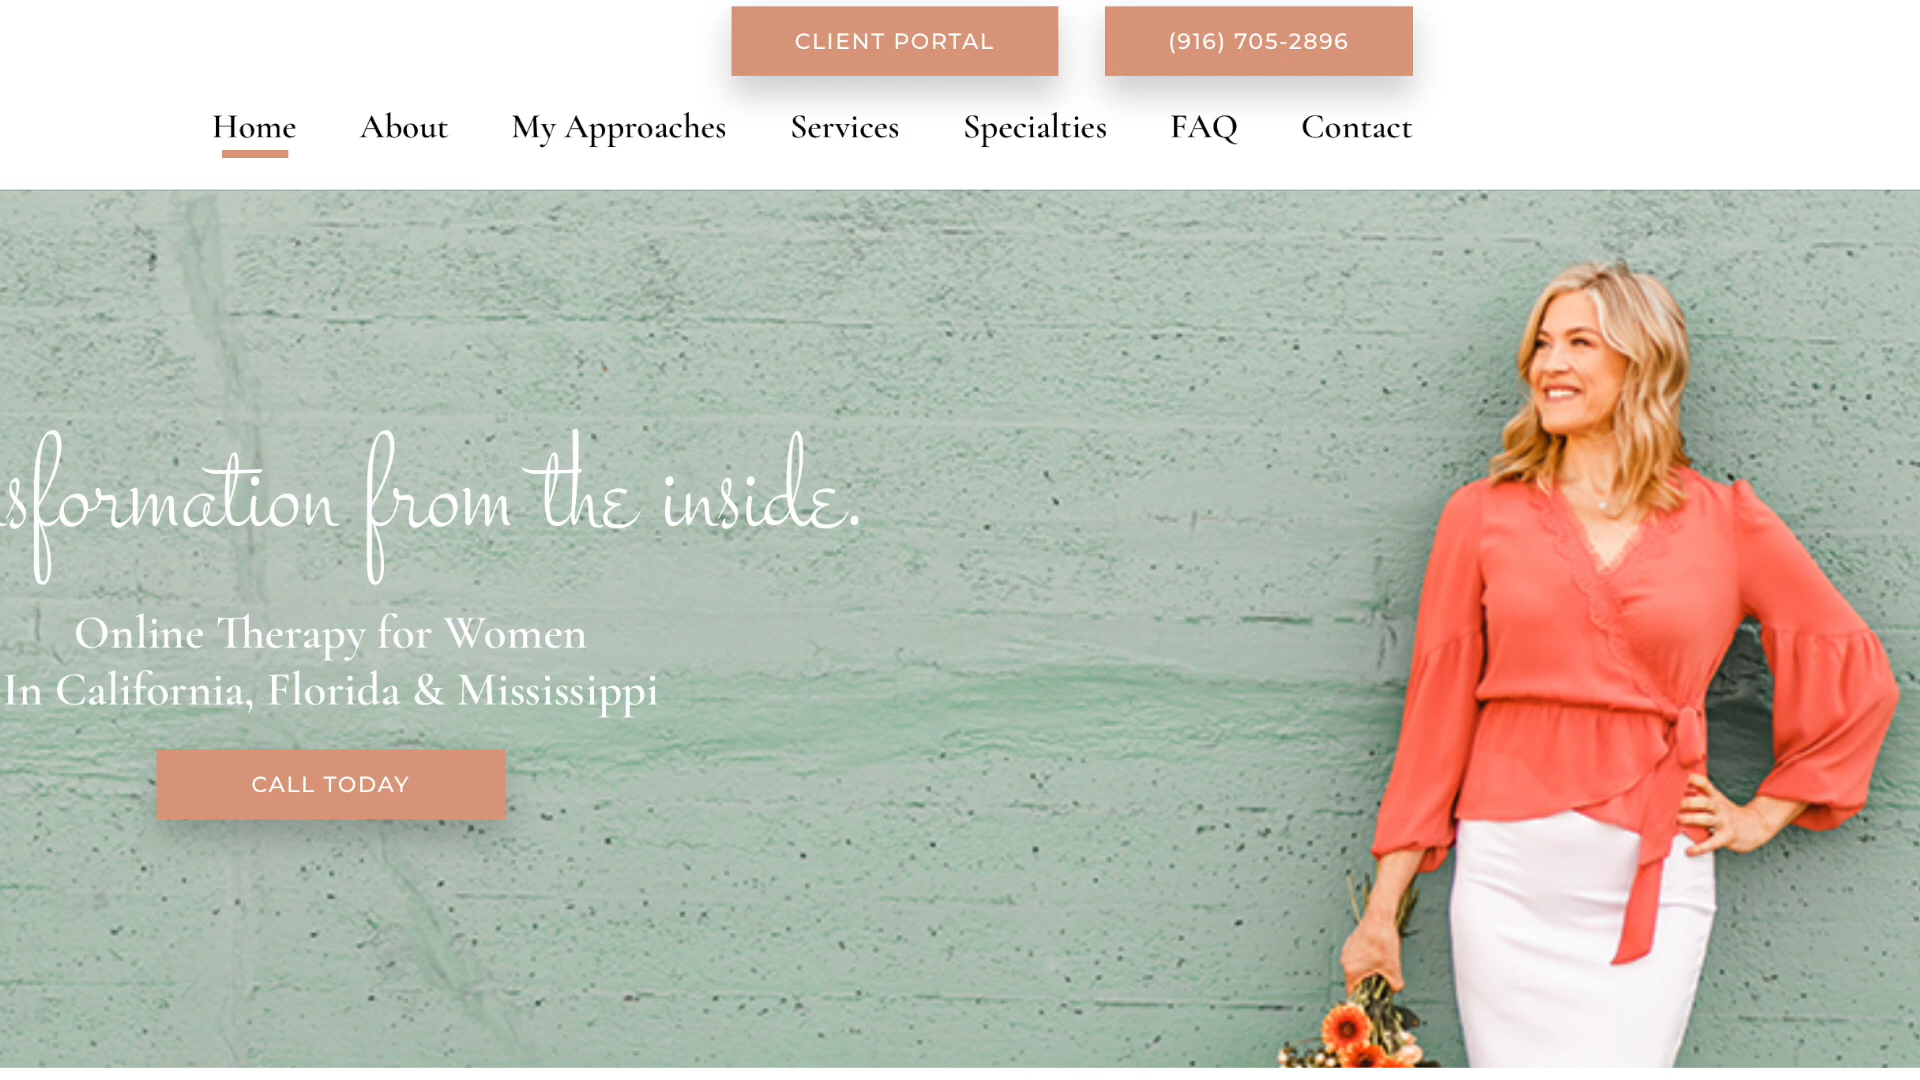 CLIENT PORTAL
(916) 705-2896
Home About My Approaches Services Specialties FAQ Contact
from the inside.
Online Therapy for Women
In California, Florida & Mississippi
CALL TODAY